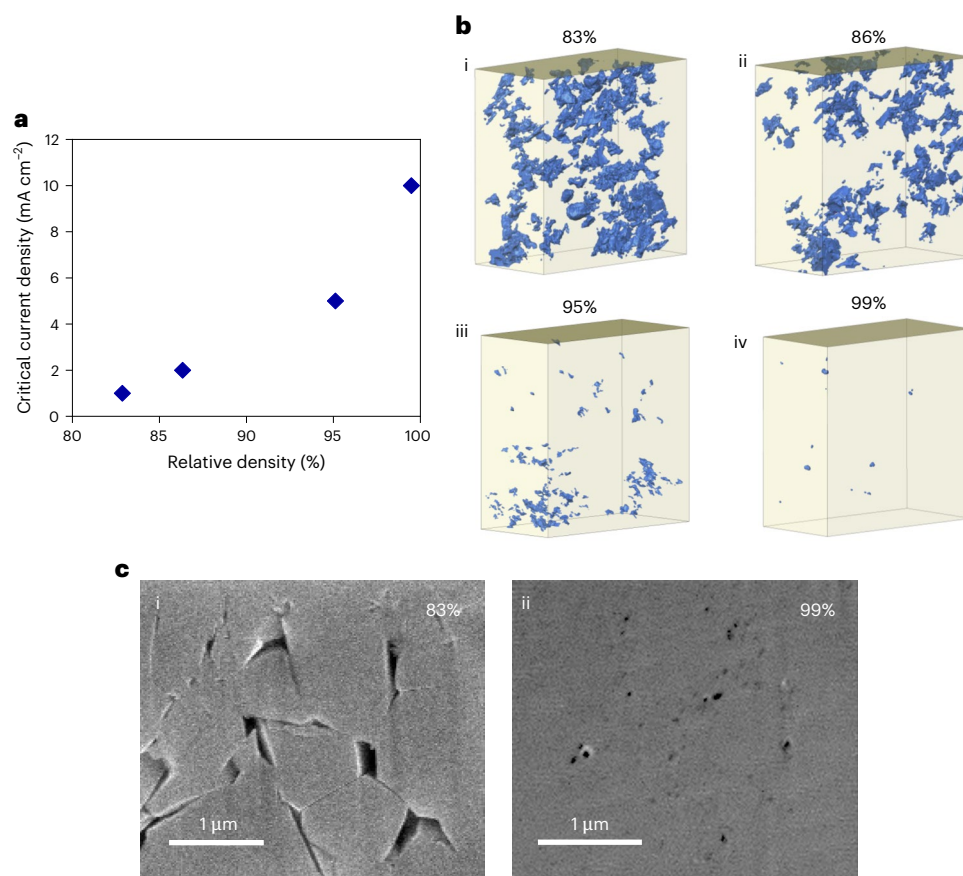 a
12
10
8
6
4
2
0
80
85
90
95
100
Critical current density (mA cm⁻²)
Relative density (%)
b
83%
i
86%
ii
95%
iii
99%
iv
c
i
83%
1 μm
ii
99%
1 μm